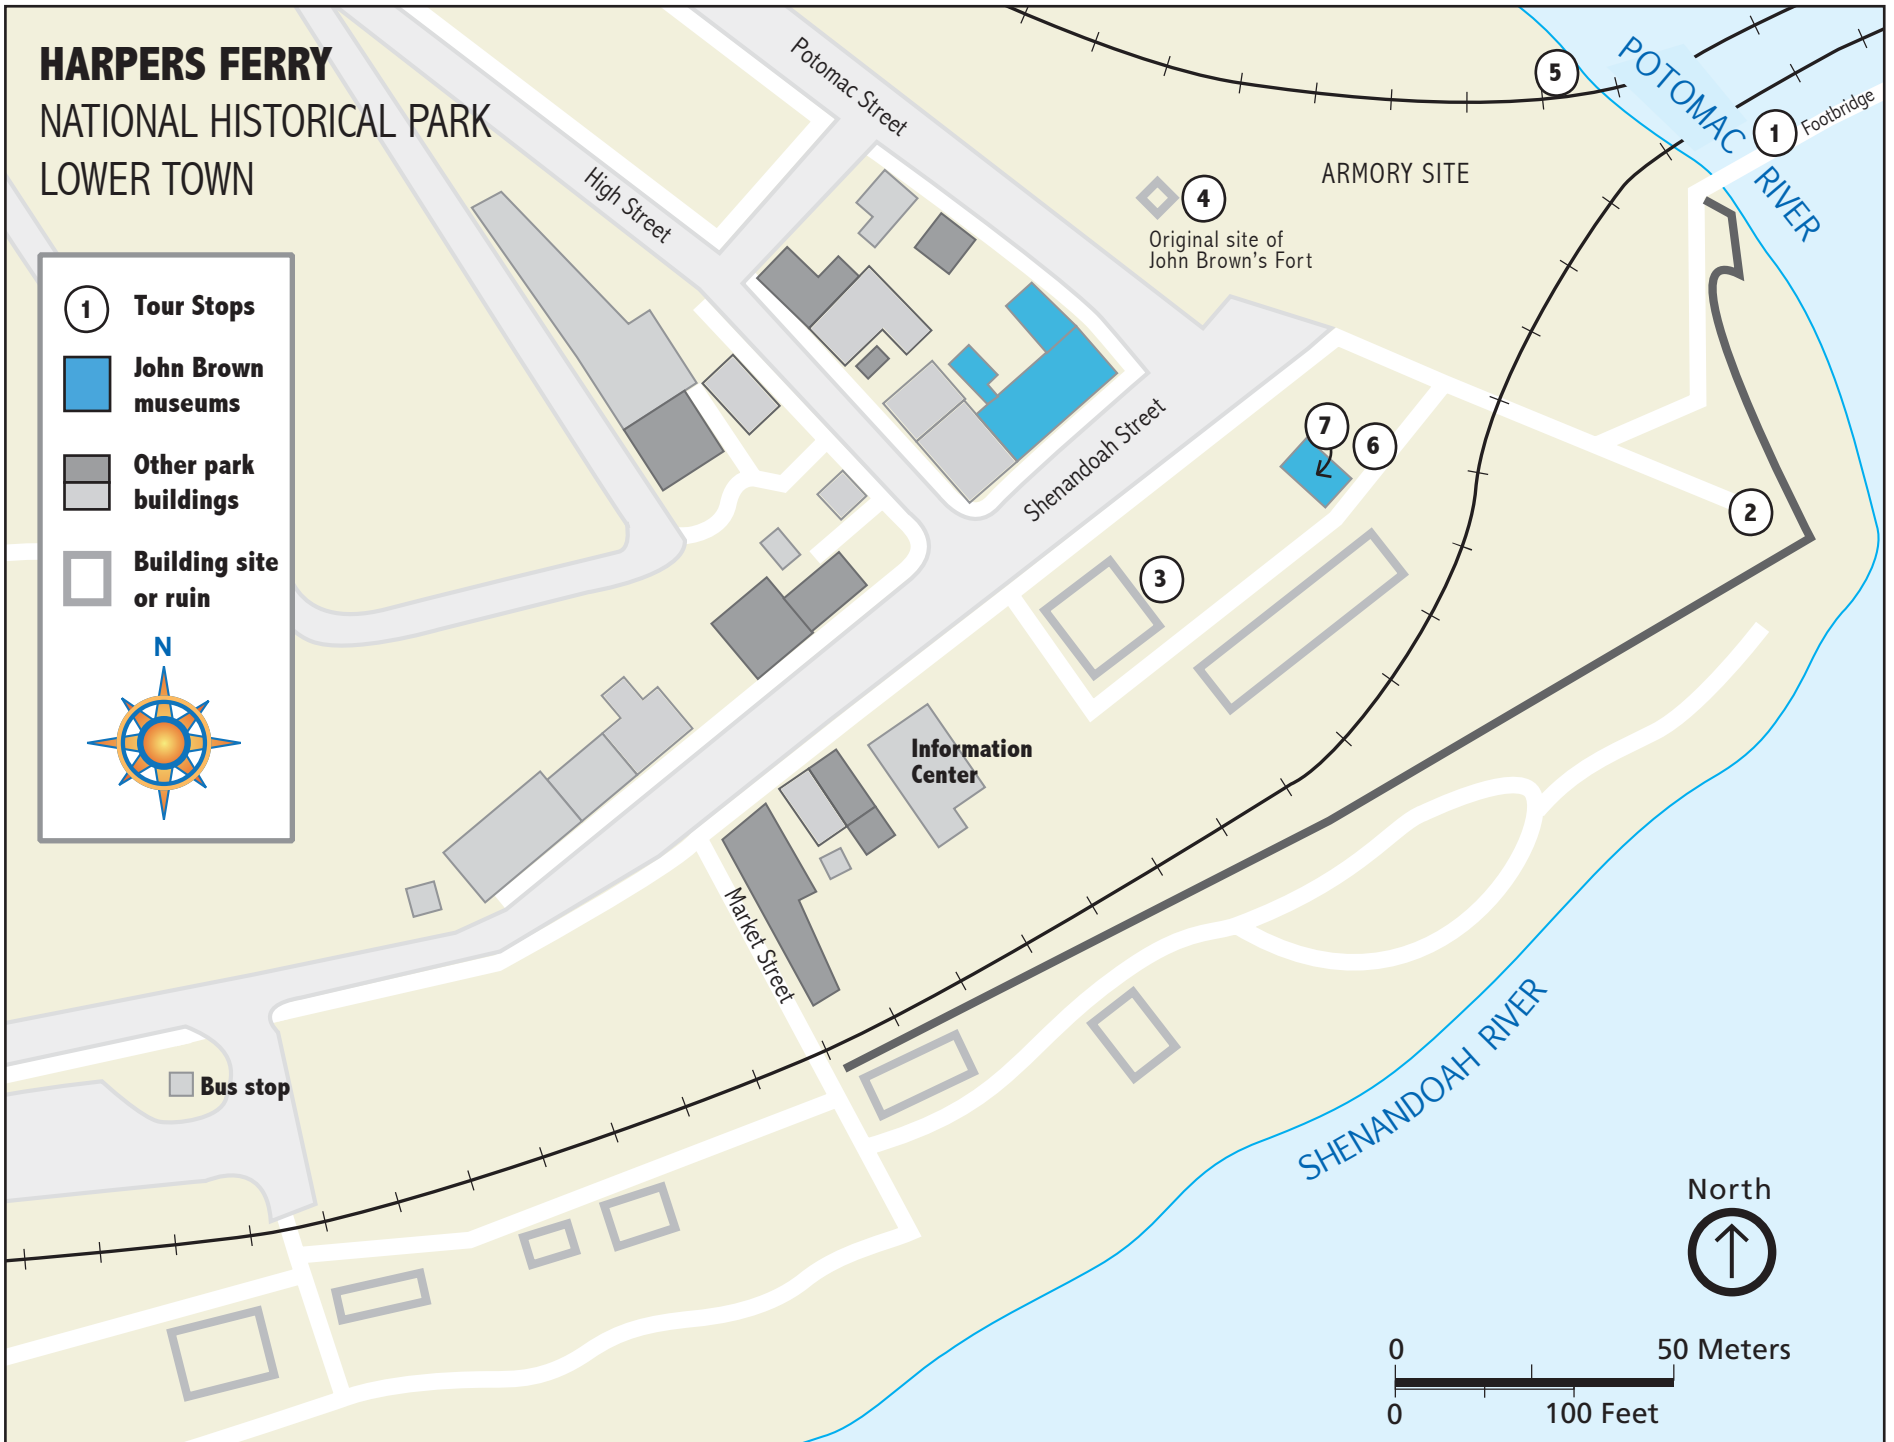 HARPERS FERRY
NATIONAL HISTORICAL PARK
LOWER TOWN
1 Tour Stops
John Brown
museums
Other park
buildings
Building site
or ruin
N
Potomac Street
High Street
5
POTOMAC
RIVER
1
Footbridge
ARMORY SITE
4
Original site of
John Brown's Fort
Shenandoah Street
7
6
2
3
Information
Center
Market Street
Bus stop
SHENANDOAH RIVER
North
0 50 Meters
0 100 Feet